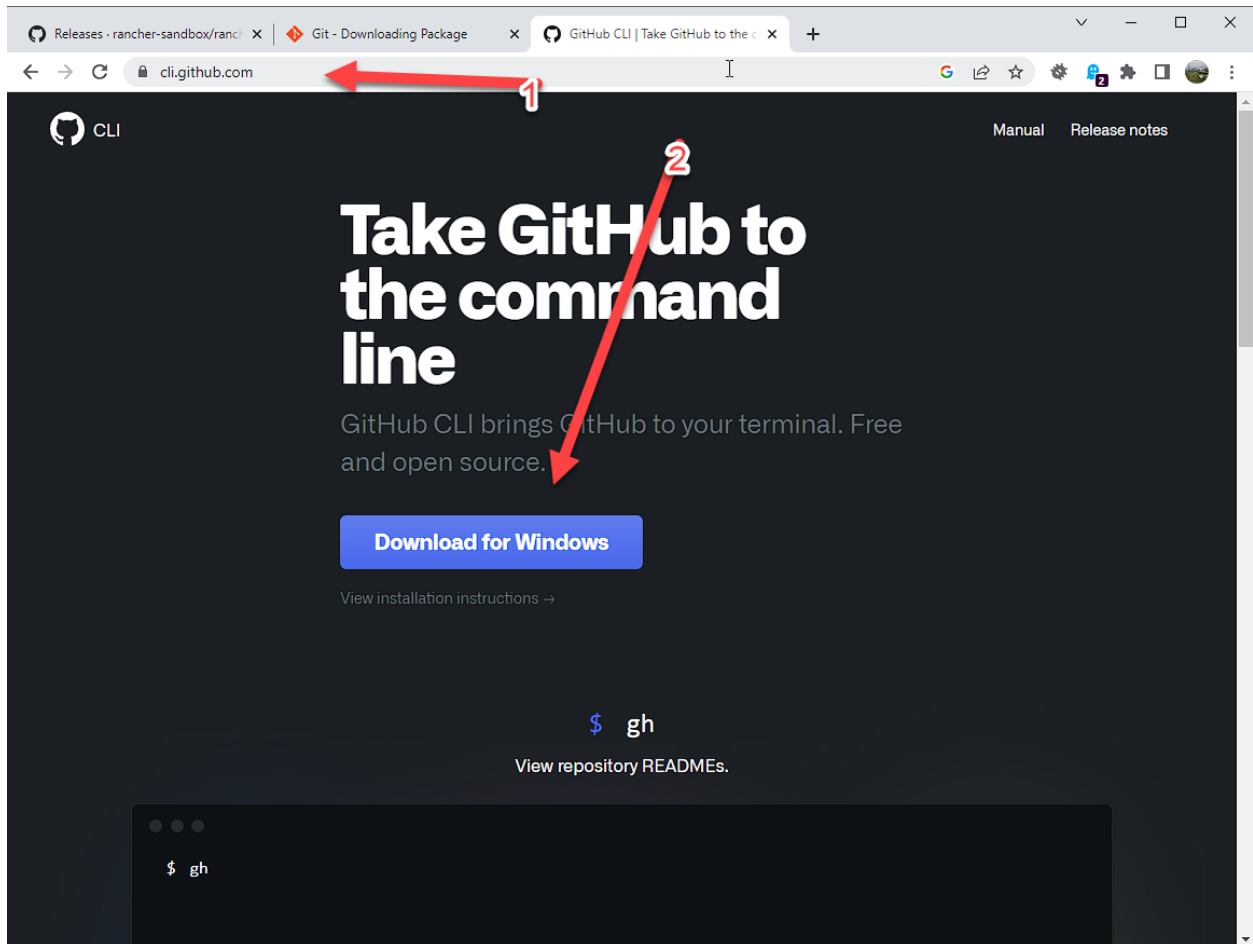 Releases · rancher-sandbox/ranch
Git - Downloading Package
GitHub CLI | Take GitHub to the c
cli.github.com
1
2
2
CLI
Manual
Release notes
Take GitHub to
the command
line
GitHub CLI brings GitHub to your terminal. Free
and open source.
Download for Windows
View installation instructions →
$ gh
View repository READMEs.
$ gh